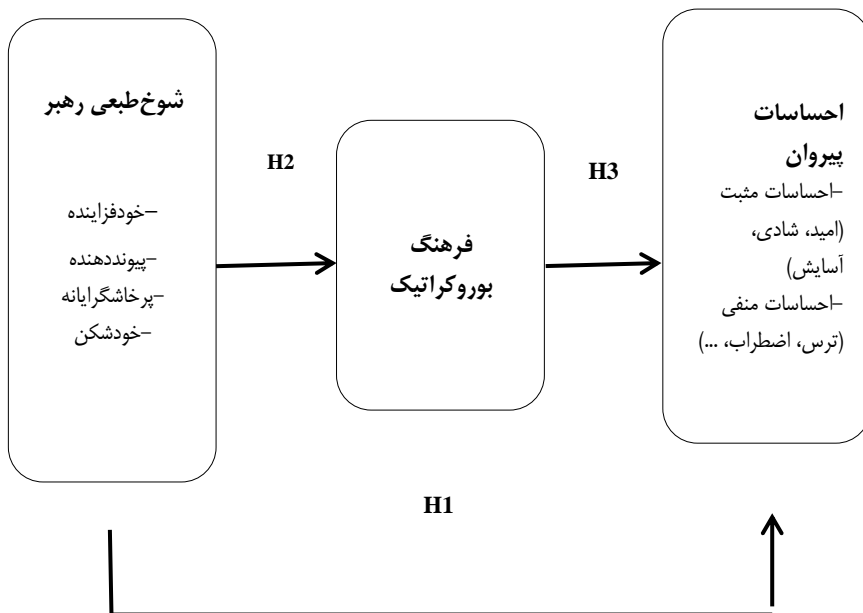 شوخ‌طبعی رهبر
–خودفزاینده
–پیونددهنده
–پرخاشگرایانه
–خودشکن
H2
فرهنگ
بوروکراتیک
H3
احساسات
پیروان
–احساسات مثبت
(امید، شادی،
آسایش)
–احساسات منفی
(ترس، اضطراب، ...)
H1